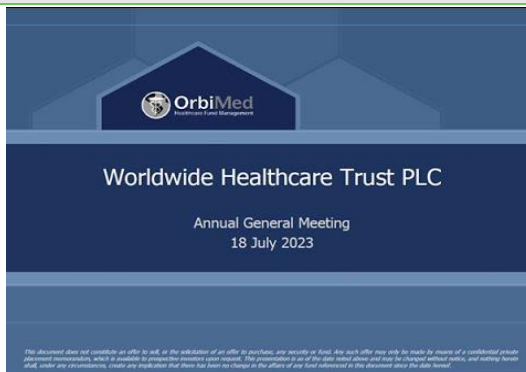 OrbiMed
Healthcare Fund Management
Worldwide Healthcare Trust PLC
Annual General Meeting
18 July 2023
This document does not constitute an offer to sell, or the solicitation of an offer to purchase, any security or fund. Any such offer may only be made by means of a confidential private
placement memorandum, which is available to prospective investors upon request. This presentation is as of the date noted above and may be changed without notice, and nothing herein
shall, under any circumstances, create any implication that there has been no change in the affairs of any fund referenced in this document since the date hereof.